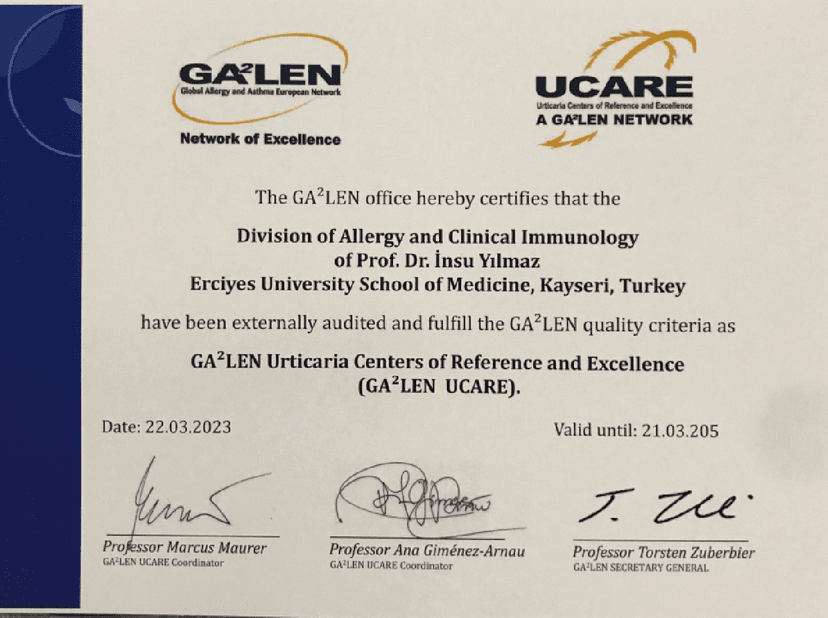 GA²LEN
Global Allergy and Asthma European Network
Network of Excellence
UCARE
Urticaria Centers of Reference and Excellence
A GA²LEN NETWORK
The GA²LEN office hereby certifies that the
Division of Allergy and Clinical Immunology
of Prof. Dr. İnsu Yılmaz
Erciyes University School of Medicine, Kayseri, Turkey
have been externally audited and fulfill the GA²LEN quality criteria as
GA²LEN Urticaria Centers of Reference and Excellence
(GA²LEN UCARE).
Date: 22.03.2023
Valid until: 21.03.205
Professor Marcus Maurer
GA²LEN UCARE Coordinator
Professor Ana Giménez-Arnau
GA²LEN UCARE Coordinator
Professor Torsten Zuberbier
GA²LEN SECRETARY GENERAL